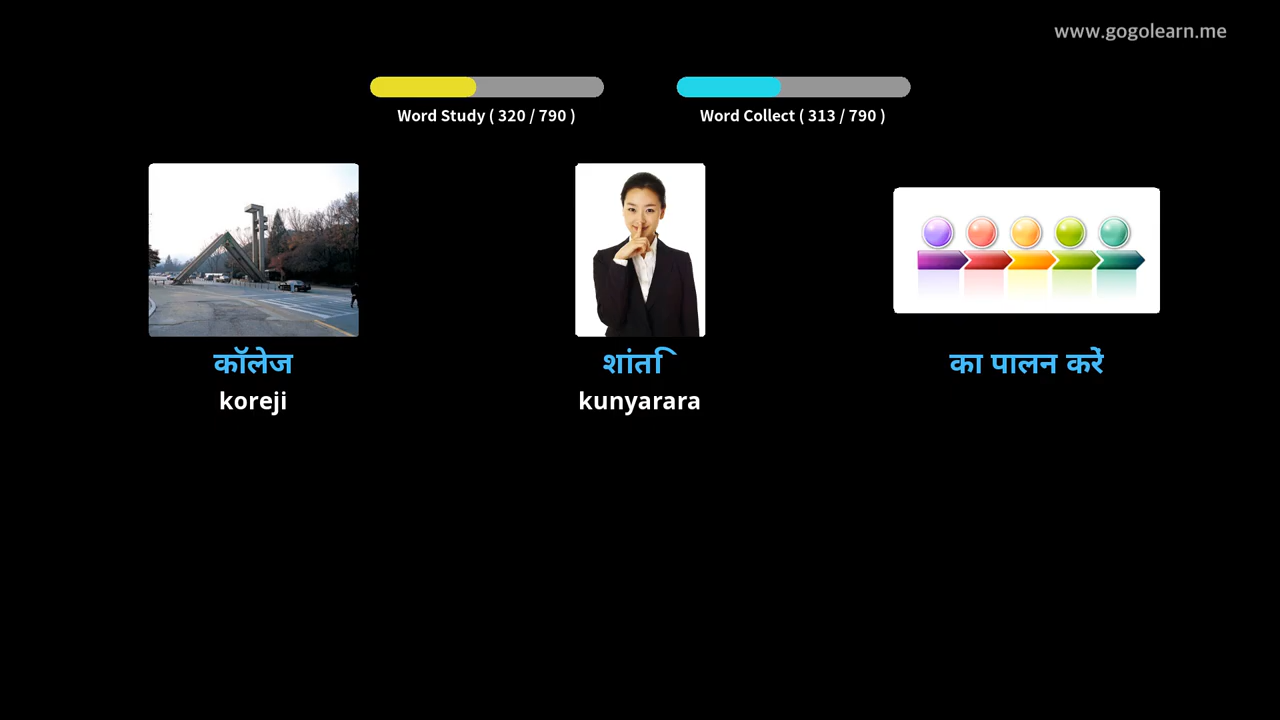 www.gogolearn.me
Word Study ( 320 / 790 )
Word Collect ( 313 / 790 )
कॉलेज
koreji
शांति
kunyarara
का पालन करें